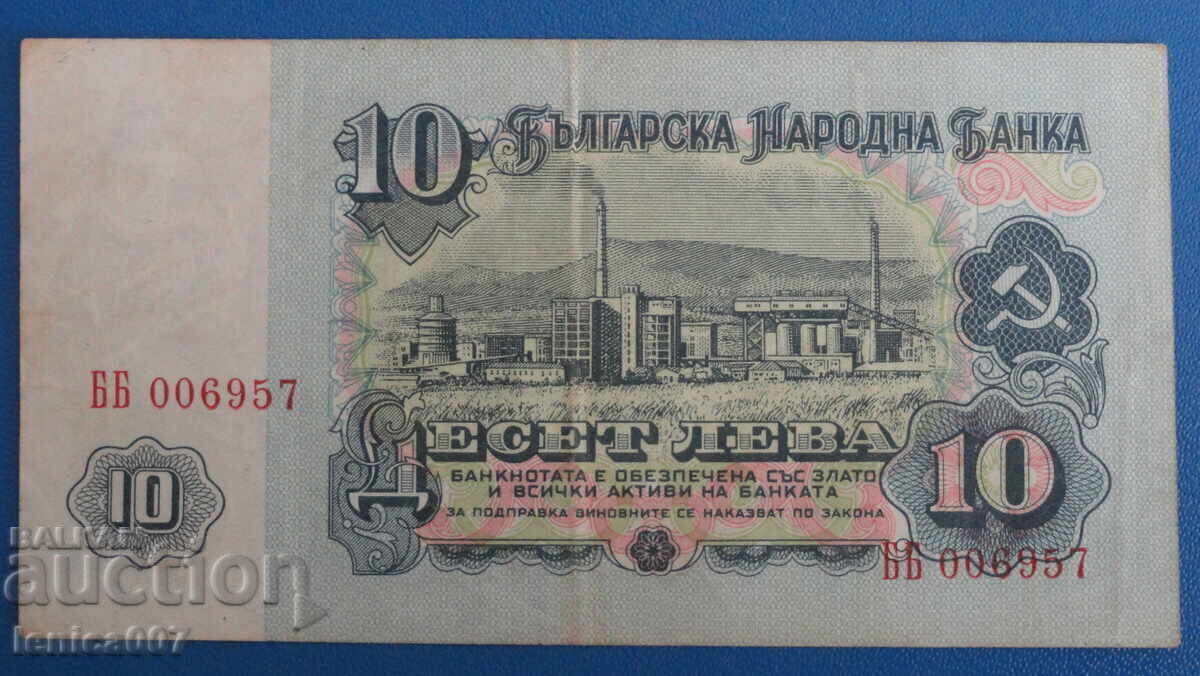 10 БЪЛГАРСКА НАРОДНА БАНКА
ББ 006957
ДЕСЕТ ЛЕВА
10
БАНКНОТАТА Е ОБЕЗПЕЧЕНА СЪС ЗЛАТО
И ВСИЧКИ АКТИВИ НА БАНКАТА
ЗА ПОДПРАВКА ВИНОВНИТЕ СЕ НАКАЗВАТ ПО ЗАКОНА
10
ББ 006957
BALKAN
auction
lenica007